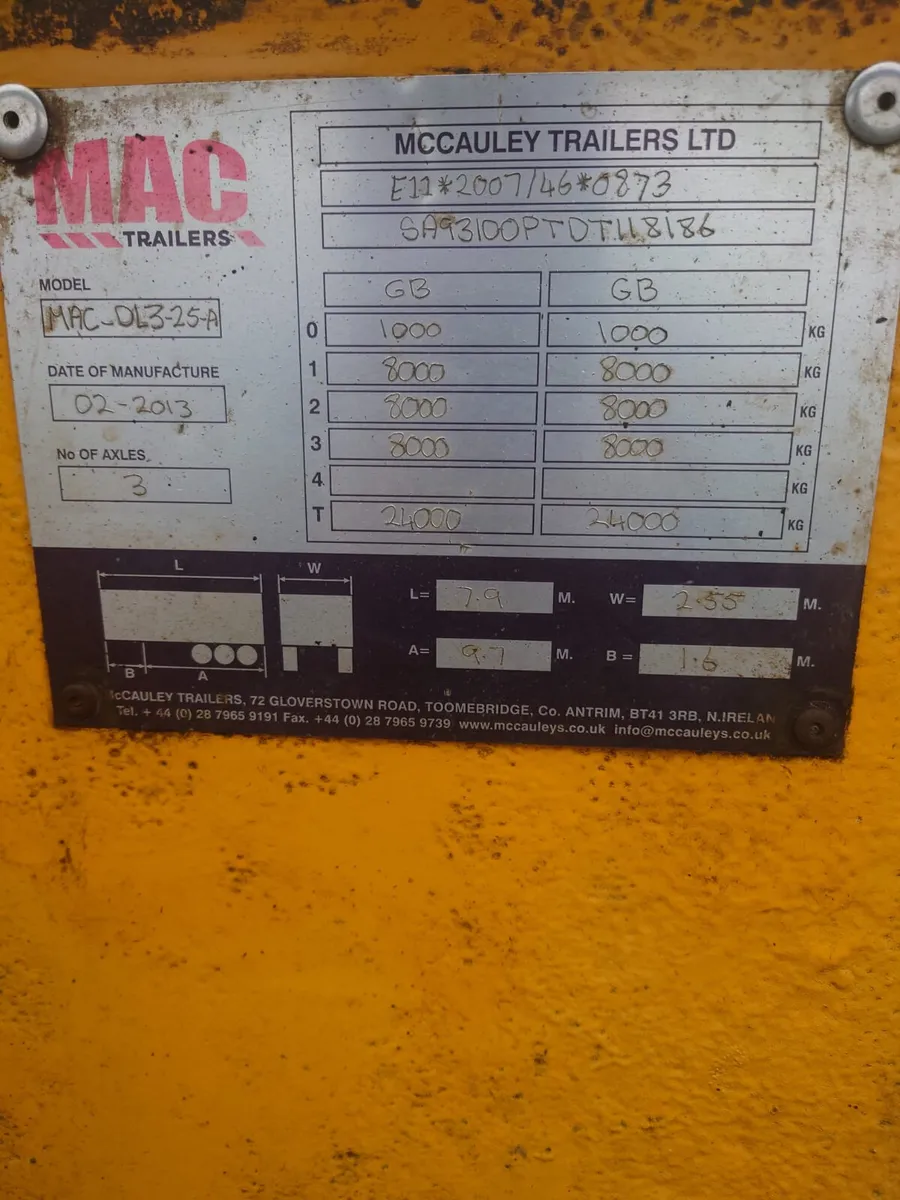 MAC
TRAILERS
MCCAULEY TRAILERS LTD
E11*2007/46*0873
SA93100PTDT118186
MODEL
MAC-DL3-25-A
DATE OF MANUFACTURE
02-2013
No OF AXLES
3
GB GB
0 1000 1000 KG
1 8000 8000 KG
2 8000 8000 KG
3 8000 8000 KG
4 KG
T 24000 24000 KG
L W
B A
L= 7.9 M. W= 2.55 M.
A= 9.7 M. B = 1.6 M.
McCAULEY TRAILERS, 72 GLOVERSTOWN ROAD, TOOMEBRIDGE, Co. ANTRIM, BT41 3RB, N.IRELAN
Tel. + 44 (0) 28 7965 9191 Fax. +44 (0) 28 7965 9739 www.mccauleys.co.uk info@mccauleys.co.uk